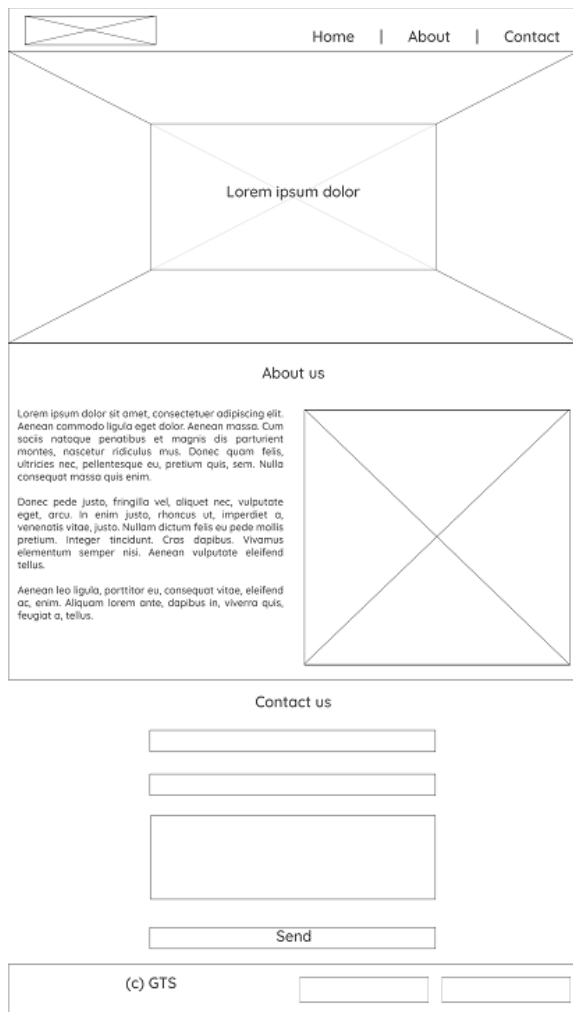 Home | About | Contact
Lorem ipsum dolor
About us
Lorem ipsum dolor sit amet, consectetuer adipiscing elit.
Aenean commodo ligula eget dolor. Aenean massa. Cum
sociis natoque penatibus et magnis dis parturient
montes, nascetur ridiculus mus. Donec quam felis,
ultricies nec, pellentesque eu, pretium quis, sem. Nulla
consequat massa quis enim.
Donec pede justo, fringilla vel, aliquet nec, vulputate
eget, arcu. In enim justo, rhoncus ut, imperdiet a,
venenatis vitae, justo. Nullam dictum felis eu pede mollis
pretium. Integer tincidunt. Cras dapibus. Vivamus
elementum semper nisi. Aenean vulputate eleifend
tellus.
Aenean leo ligula, porttitor eu, consequat vitae, eleifend
ac, enim. Aliquam lorem ante, dapibus in, viverra quis,
feugiat a, tellus.
Contact us
Send
(c) GTS